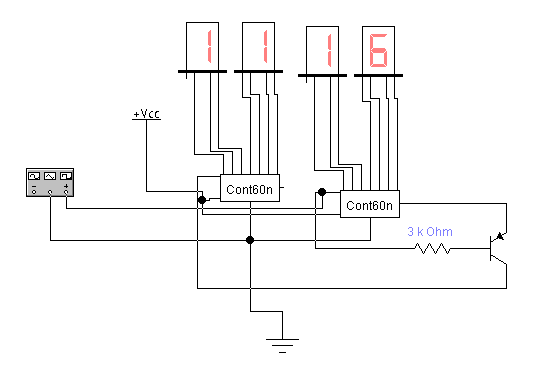 1 1 1 6
+Vcc
Cont60n
Cont60n
3 k Ohm
- +